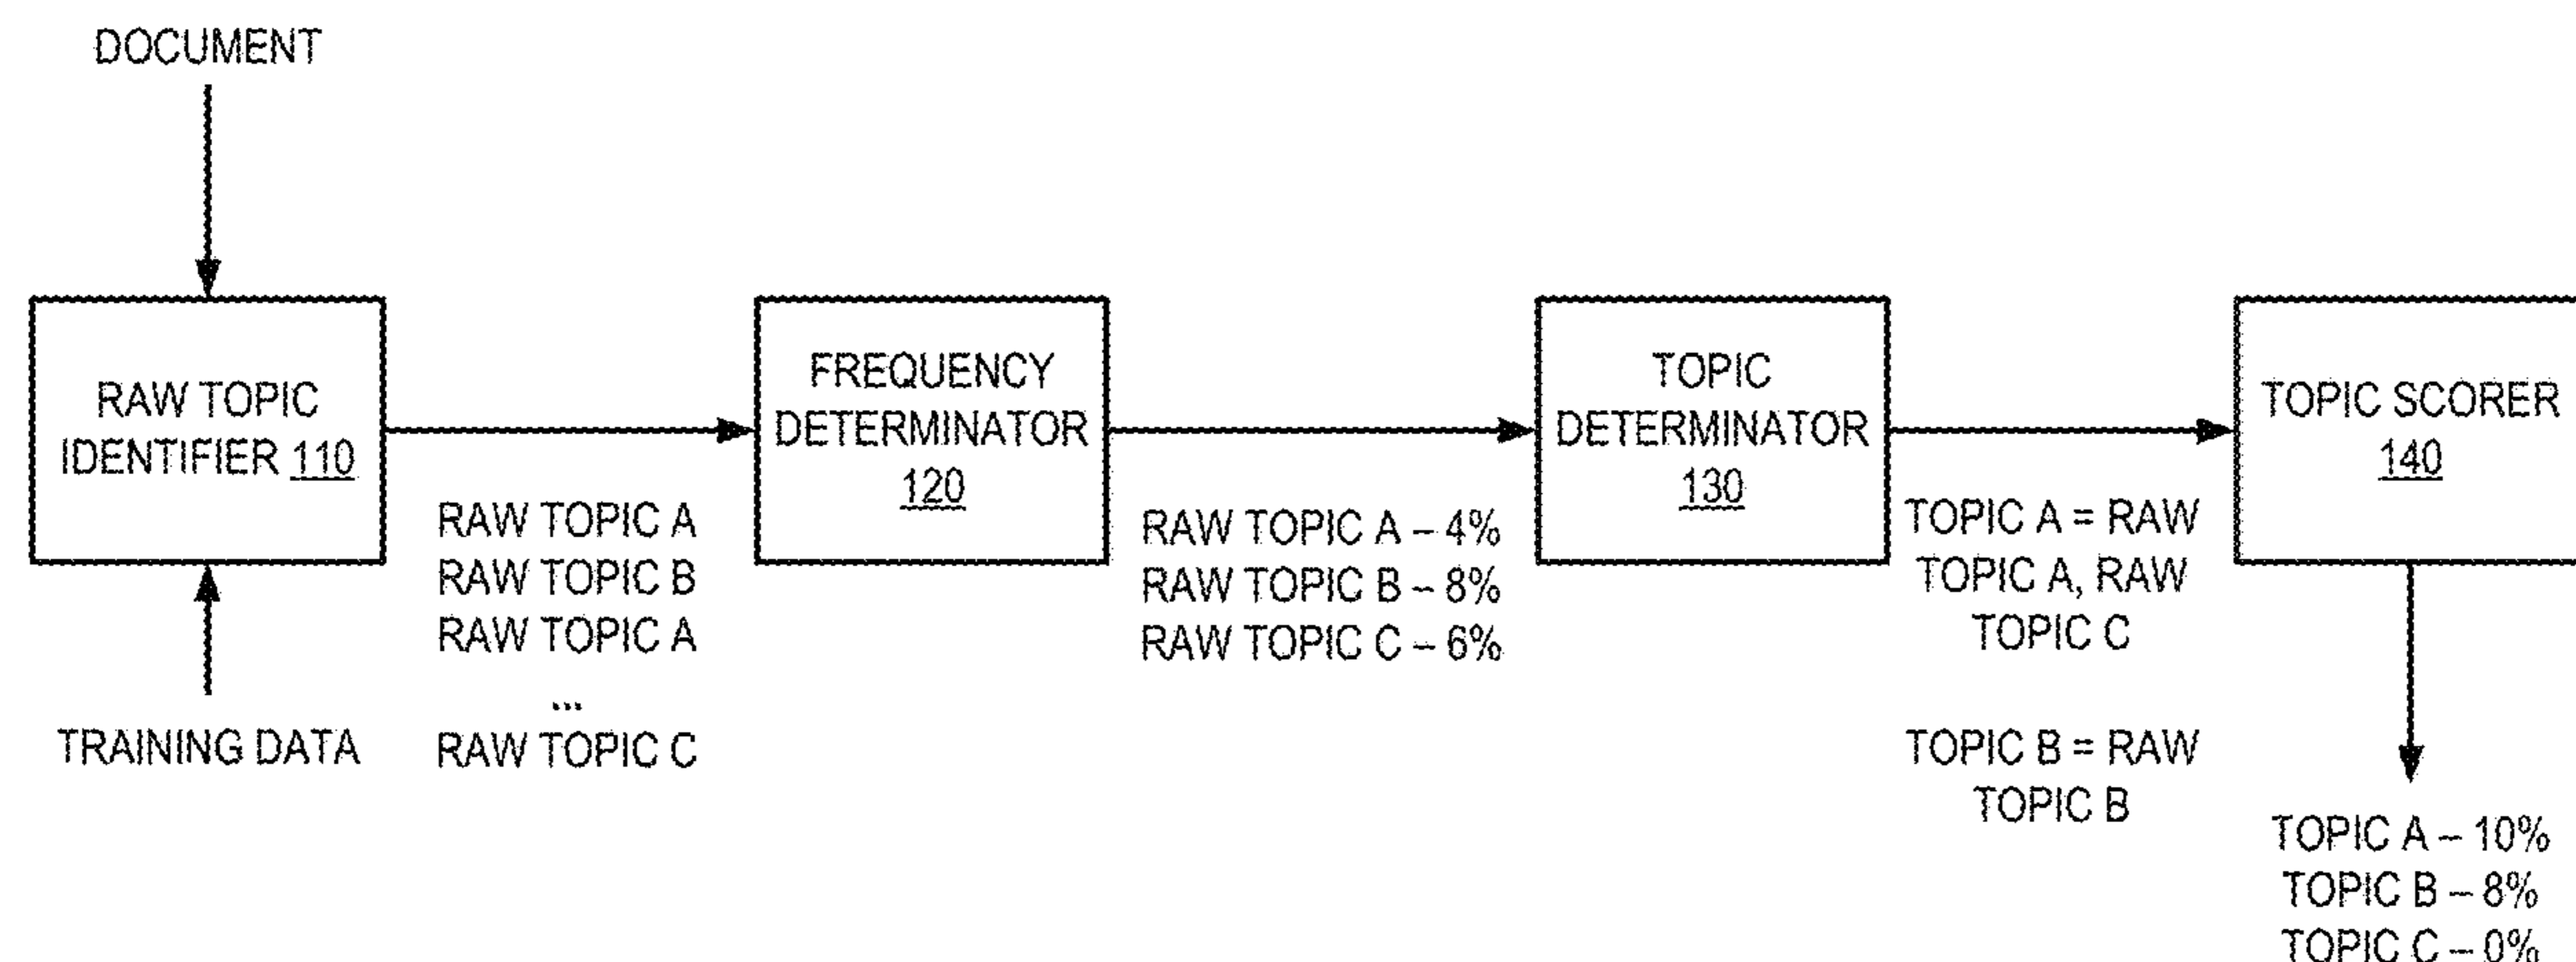 DOCUMENT
RAW TOPIC
IDENTIFIER 110
TRAINING DATA
RAW TOPIC A
RAW TOPIC B
RAW TOPIC A
...
RAW TOPIC C
FREQUENCY
DETERMINATOR
120
RAW TOPIC A – 4%
RAW TOPIC B – 8%
RAW TOPIC C – 6%
TOPIC
DETERMINATOR
130
TOPIC A = RAW
TOPIC A, RAW
TOPIC C
TOPIC B = RAW
TOPIC B
TOPIC SCORER
140
TOPIC A – 10%
TOPIC B – 8%
TOPIC C – 0%